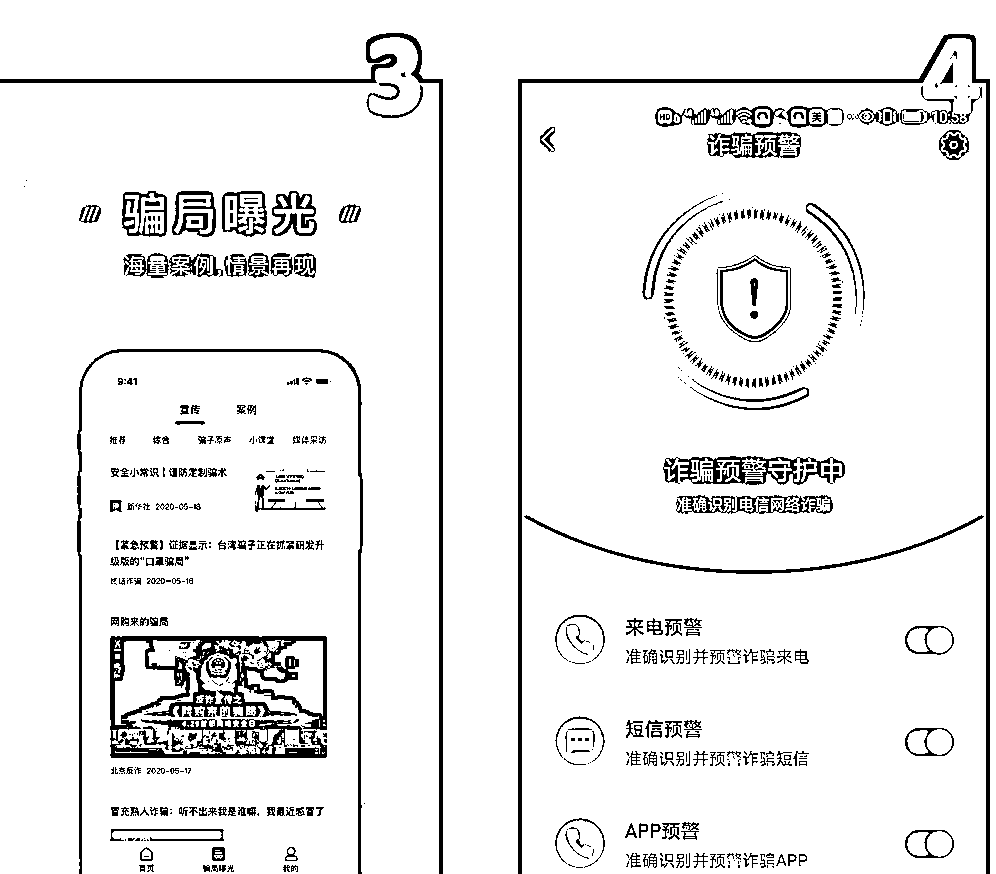 3
骗局曝光
海量案例,情景再现
9:41
宣传 案例
推荐 综合 骗子原声 小课堂 媒体采访
安全小常识|谨防定制骗术
新华社 2020-05-18
【紧急预警】证据显示：台湾骗子正在抓紧研发升
级版的“口罩骗局”
2020-05-16
网购来的骗局
《网购来的骗局》
北京反诈 2020-05-17
冒充熟人诈骗：听不出来我是谁嘛，我最近感冒了
首页 骗局曝光 我的
4
HD 10:58
诈骗预警
诈骗预警守护中
准确识别电信网络诈骗
来电预警
准确识别并预警诈骗来电
短信预警
准确识别并预警诈骗短信
APP预警
准确识别并预警诈骗APP